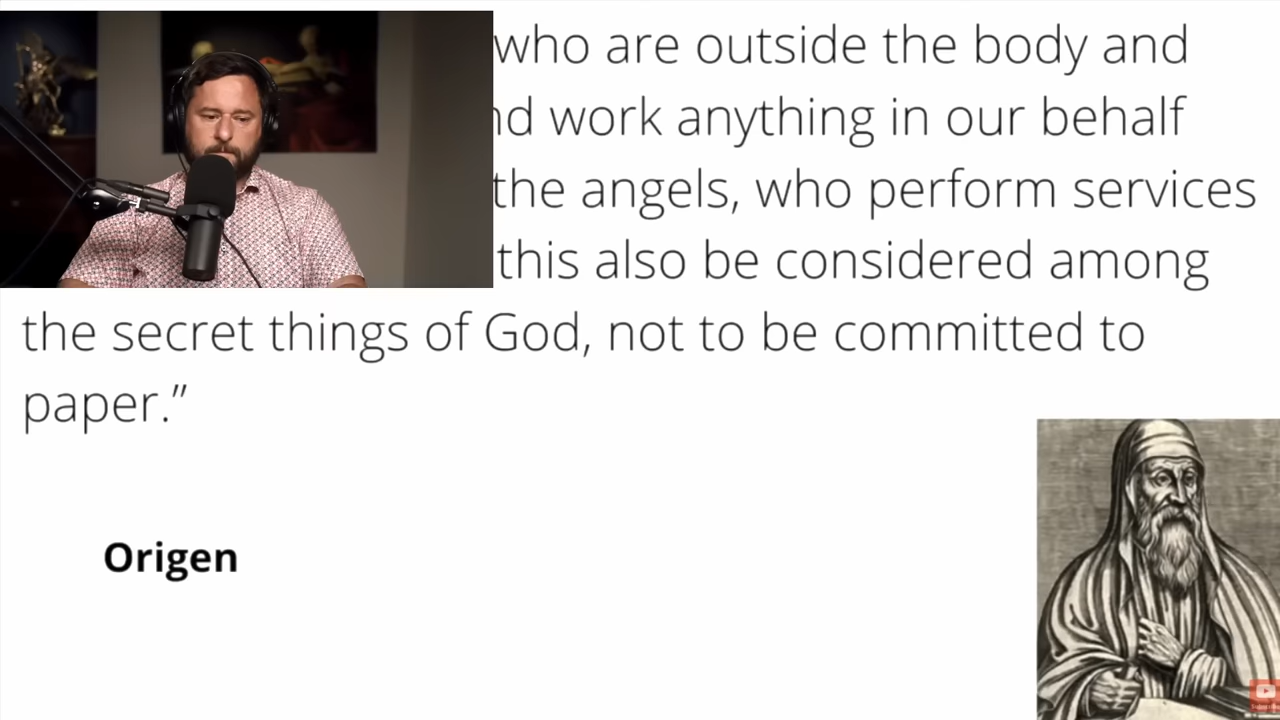 who are outside the body and
work anything in our behalf
the angels, who perform services
this also be considered among
the secret things of God, not to be committed to
paper.”
Origen